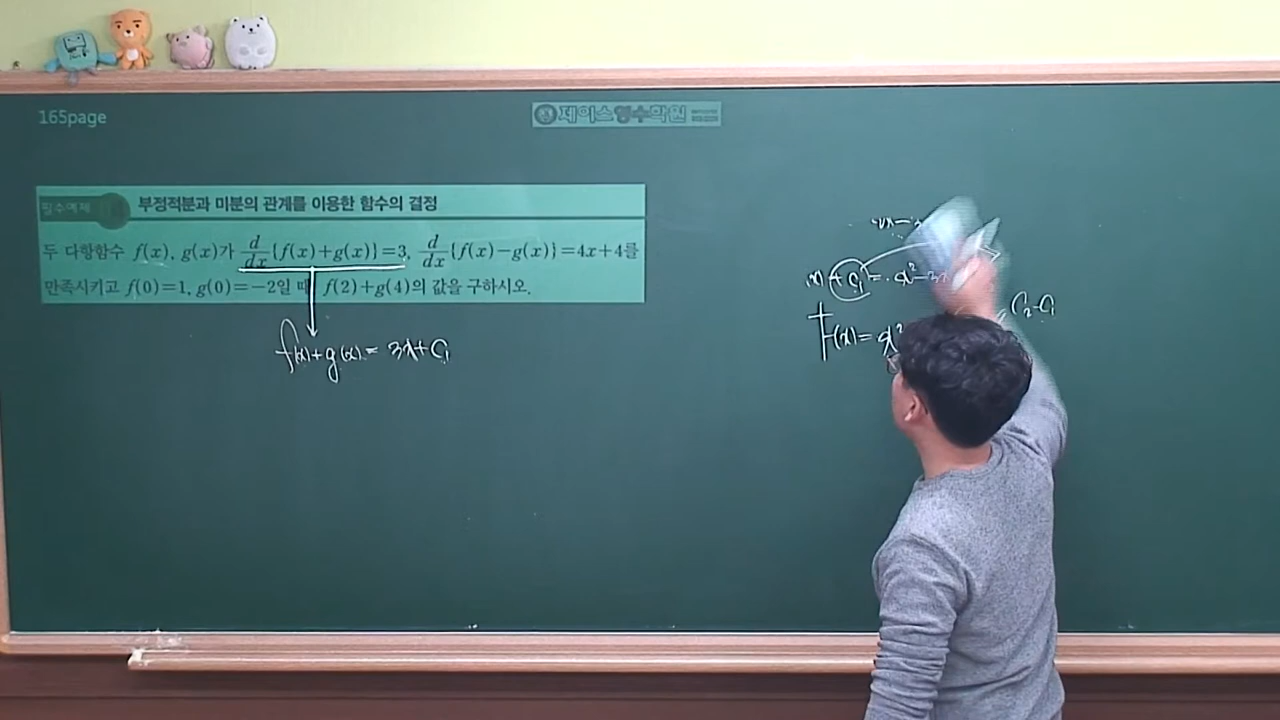 165page
제이스영수학원
필수예제
부정적분과 미분의 관계를 이용한 함수의 결정
두 다항함수 f(x), g(x)가 d/dx{f(x)+g(x)}=3, d/dx{f(x)-g(x)}=4x+4를
만족시키고 f(0)=1, g(0)=-2일 때 f(2)+g(4)의 값을 구하시오.
f(x)+g(x)=3x+C₁
+C₁=
C₂-C₁